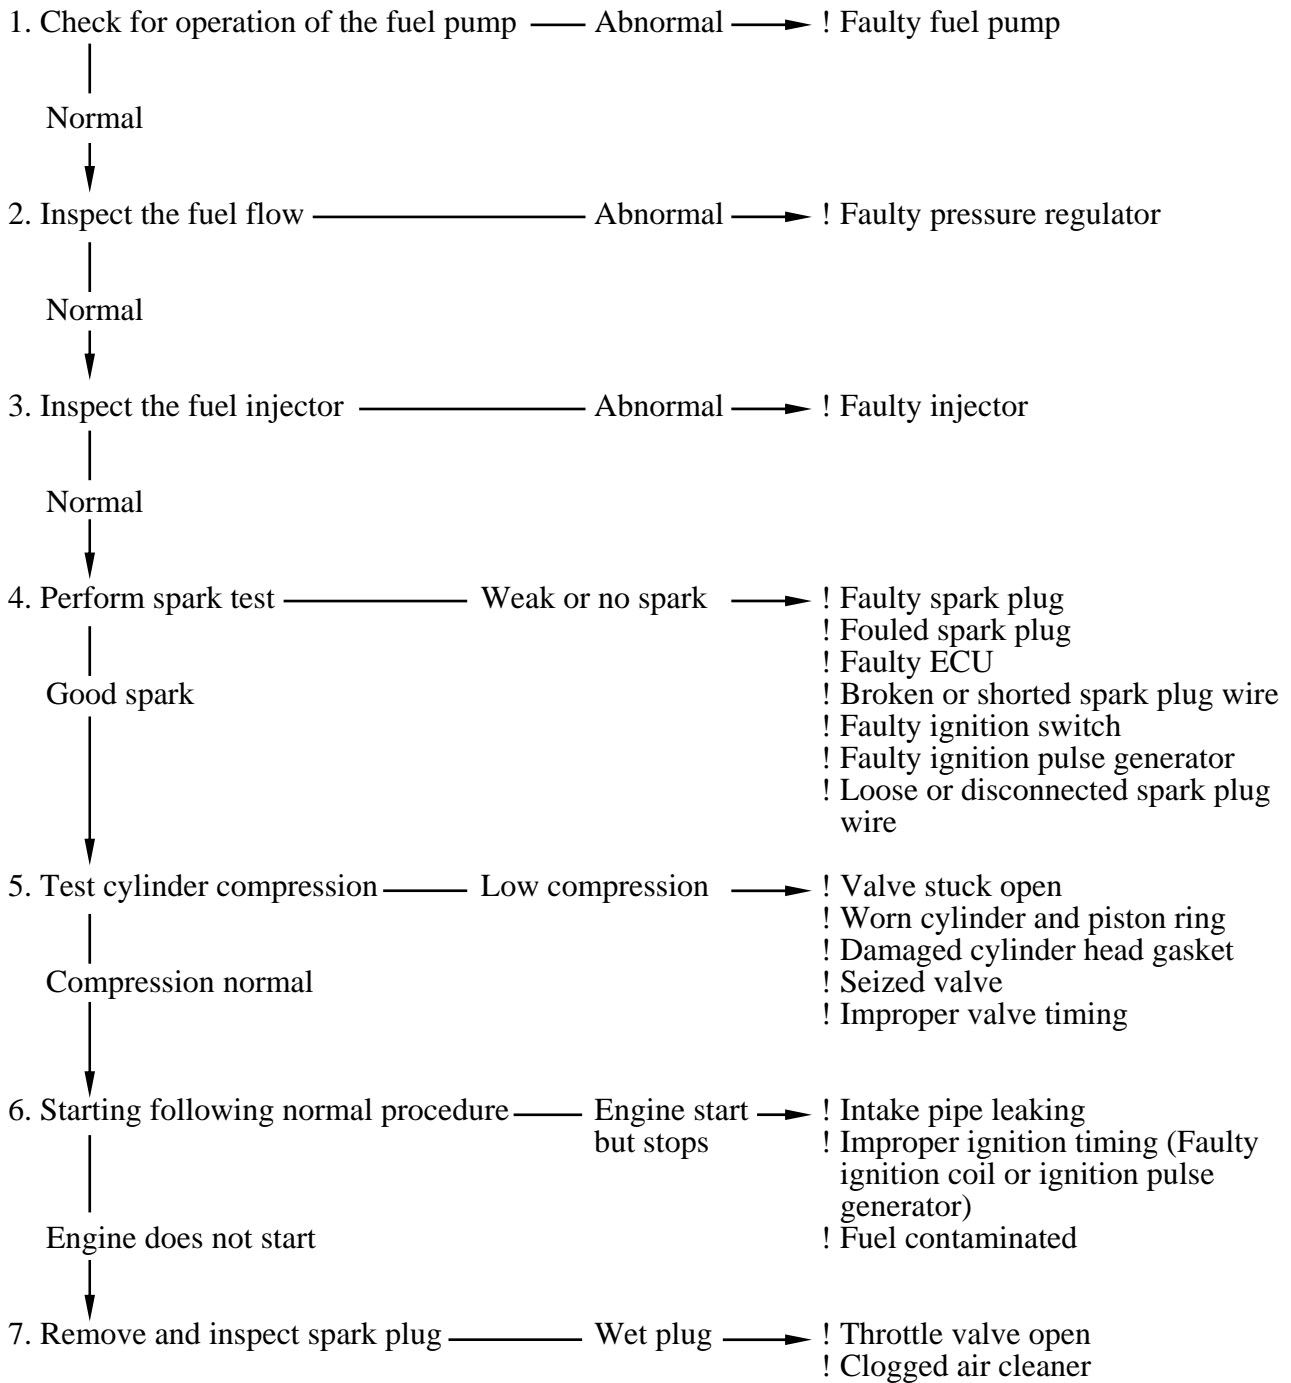 1. Check for operation of the fuel pump Abnormal ! Faulty fuel pump
Normal
2. Inspect the fuel flow Abnormal ! Faulty pressure regulator
Normal
3. Inspect the fuel injector Abnormal ! Faulty injector
Normal
4. Perform spark test Weak or no spark ! Faulty spark plug
! Fouled spark plug
! Faulty ECU
Good spark ! Broken or shorted spark plug wire
! Faulty ignition switch
! Faulty ignition pulse generator
! Loose or disconnected spark plug
wire
5. Test cylinder compression Low compression ! Valve stuck open
! Worn cylinder and piston ring
! Damaged cylinder head gasket
Compression normal ! Seized valve
! Improper valve timing
6. Starting following normal procedure Engine start ! Intake pipe leaking
but stops ! Improper ignition timing (Faulty
ignition coil or ignition pulse
generator)
Engine does not start ! Fuel contaminated
7. Remove and inspect spark plug Wet plug ! Throttle valve open
! Clogged air cleaner